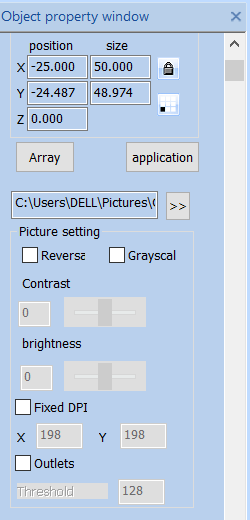 Object property window
position size
X -25.000 50.000
Y -24.487 48.974
Z 0.000
Array application
C:\Users\DELL\Pictures\ >>
Picture setting
Reversa Grayscal
Contrast
0
brightness
0
Fixed DPI
X 198 Y 198
Outlets
Threshold 128